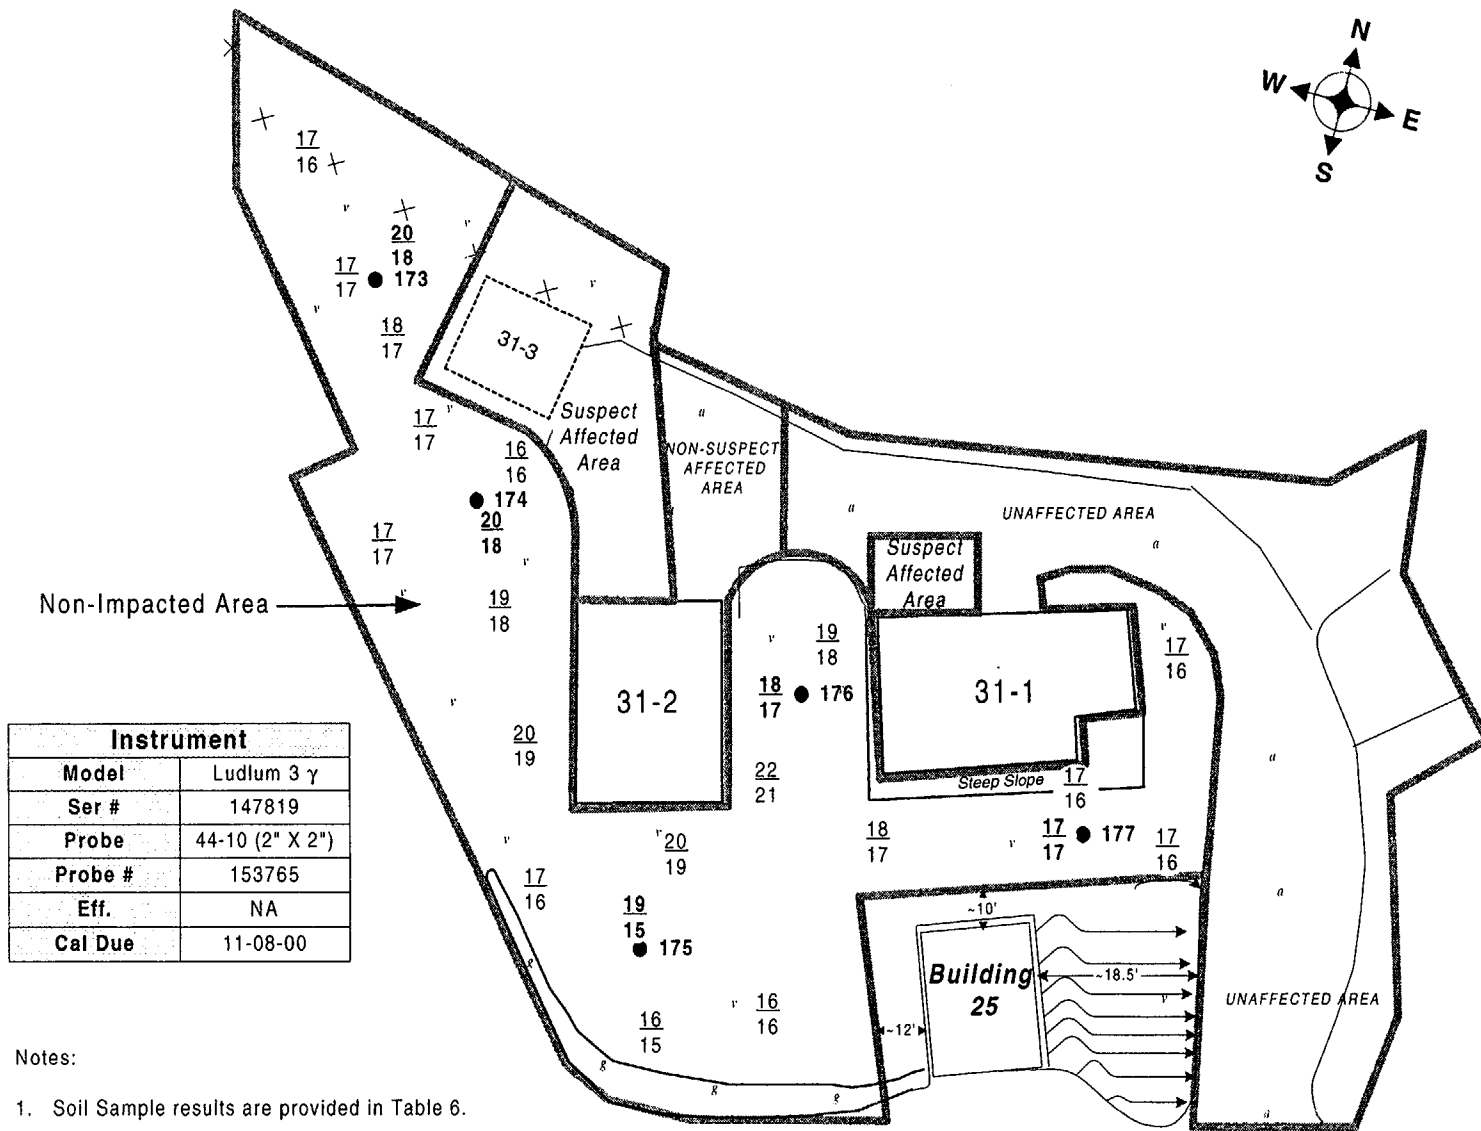 N
W
E
S
17
16
20
18
17
17
173
18
17
31-3
17
17
Suspect
Affected
Area
a
NON-SUSPECT
AFFECTED
AREA
16
16
174
20
18
17
17
UNAFFECTED AREA
Suspect
Affected
Area
Non-Impacted Area
19
18
19
18
17
16
31-2
18
17
176
31-1
20
19
22
21
Steep Slope
17
16
Instrument
Model Ludlum 3 γ
Ser # 147819
Probe 44-10 (2" X 2")
Probe # 153765
Eff. NA
Cal Due 11-08-00
20
19
18
17
17
17
177
17
16
17
16
19
15
175
~10'
Building
25
~18.5'
~12'
UNAFFECTED AREA
16
15
16
16
g
g
g
Notes:
1. Soil Sample results are provided in Table 6.